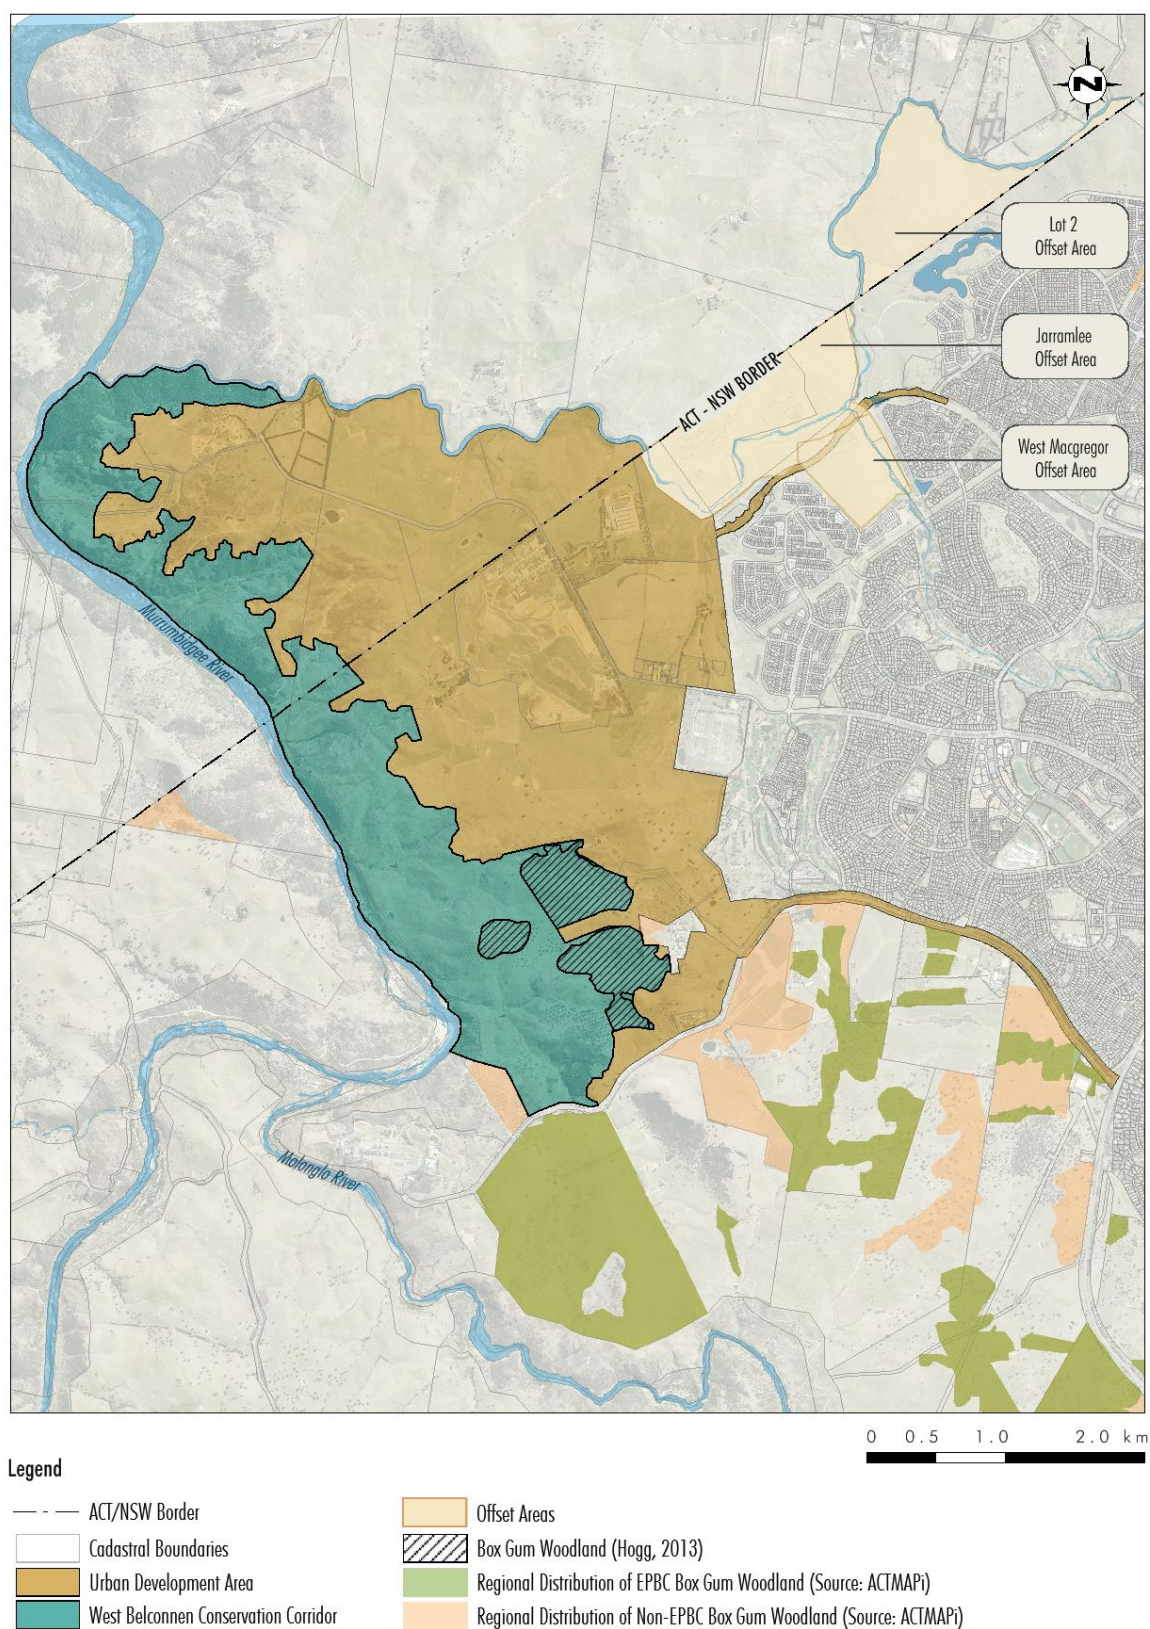 N
Lot 2
Offset Area
Jarramlee
Offset Area
ACT - NSW BORDER
West Macgregor
Offset Area
Murrumbidgee River
Molonglo River
0 0.5 1.0 2.0 km
Legend
ACT/NSW Border
Cadastral Boundaries
Urban Development Area
West Belconnen Conservation Corridor
Offset Areas
Box Gum Woodland (Hogg, 2013)
Regional Distribution of EPBC Box Gum Woodland (Source: ACTMAPi)
Regional Distribution of Non-EPBC Box Gum Woodland (Source: ACTMAPi)